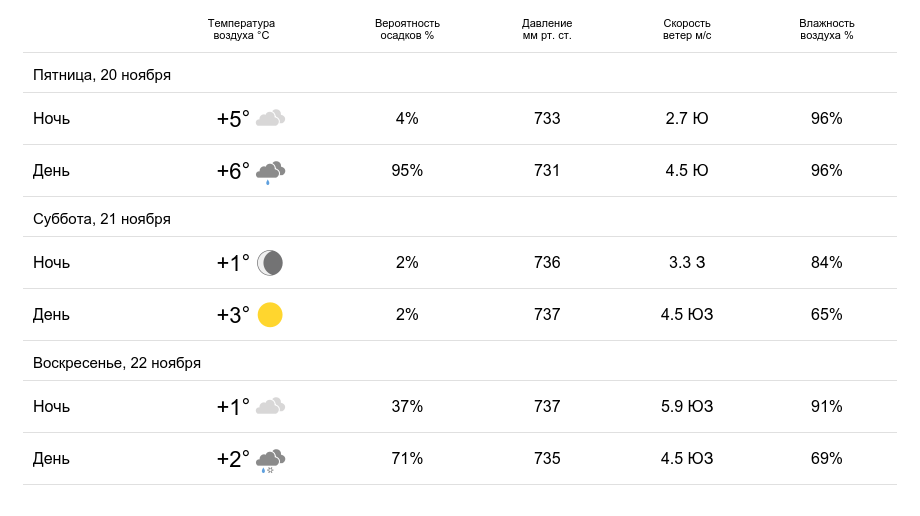 Температура воздуха °C Вероятность осадков % Давление мм рт. ст. Скорость ветер м/с Влажность воздуха %
Пятница, 20 ноября
Ночь +5° 4% 733 2.7 Ю 96%
День +6° 95% 731 4.5 Ю 96%
Суббота, 21 ноября
Ночь +1° 2% 736 3.3 З 84%
День +3° 2% 737 4.5 ЮЗ 65%
Воскресенье, 22 ноября
Ночь +1° 37% 737 5.9 ЮЗ 91%
День +2° 71% 735 4.5 ЮЗ 69%